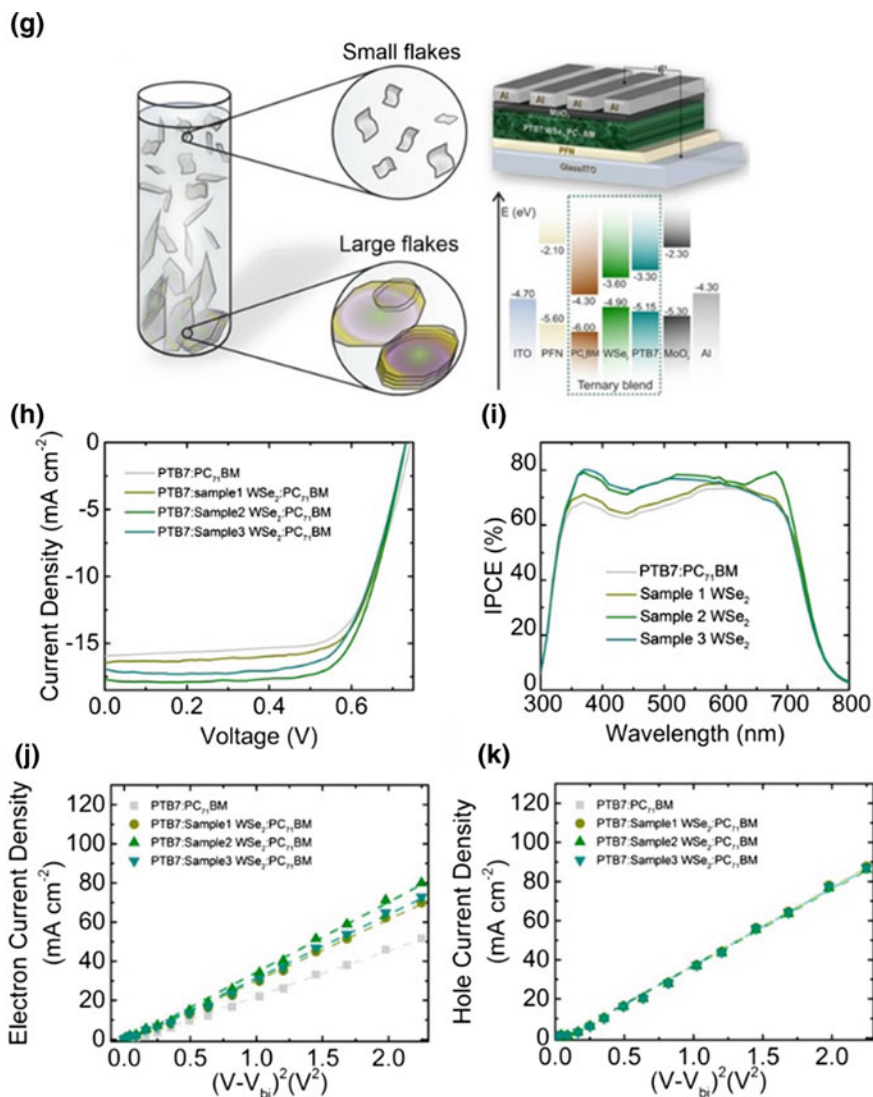 (g)
Small flakes
Large flakes
Al Al Al Al
e-
MoOx
PTB7:WSe2:PC71BM
PFN
Glass/ITO
E (eV)
-2.10
-2.30
-3.30
-3.60
-4.30
-4.30
-4.70
-4.90
-5.15
-5.30
-5.60
-6.00
ITO PFN PC71BM WSe2 PTB7 MoOx Al
Ternary blend
(h)
Current Density (mA cm-2)
0
-5
-10
-15
PTB7:PC71BM
PTB7:sample1 WSe2:PC71BM
PTB7:Sample2 WSe2:PC71BM
PTB7:Sample3 WSe2:PC71BM
0.0 0.2 0.4 0.6
Voltage (V)
(i)
IPCE (%)
100
80
60
40
20
0
PTB7:PC71BM
Sample 1 WSe2
Sample 2 WSe2
Sample 3 WSe2
300 400 500 600 700 800
Wavelength (nm)
(j)
Electron Current Density
(mA cm-2)
120
100
80
60
40
20
0
PTB7:PC71BM
PTB7:Sample1 WSe2:PC71BM
PTB7:Sample2 WSe2:PC71BM
PTB7:Sample3 WSe2:PC71BM
0.0 0.5 1.0 1.5 2.0
(V-Vbi)2(V2)
(k)
Hole Current Density
(mA cm-2)
120
100
80
60
40
20
0
PTB7:PC71BM
PTB7:Sample1 WSe2:PC71BM
PTB7:Sample2 WSe2:PC71BM
PTB7:Sample3 WSe2:PC71BM
0.0 0.5 1.0 1.5 2.0
(V-Vbi)2(V2)